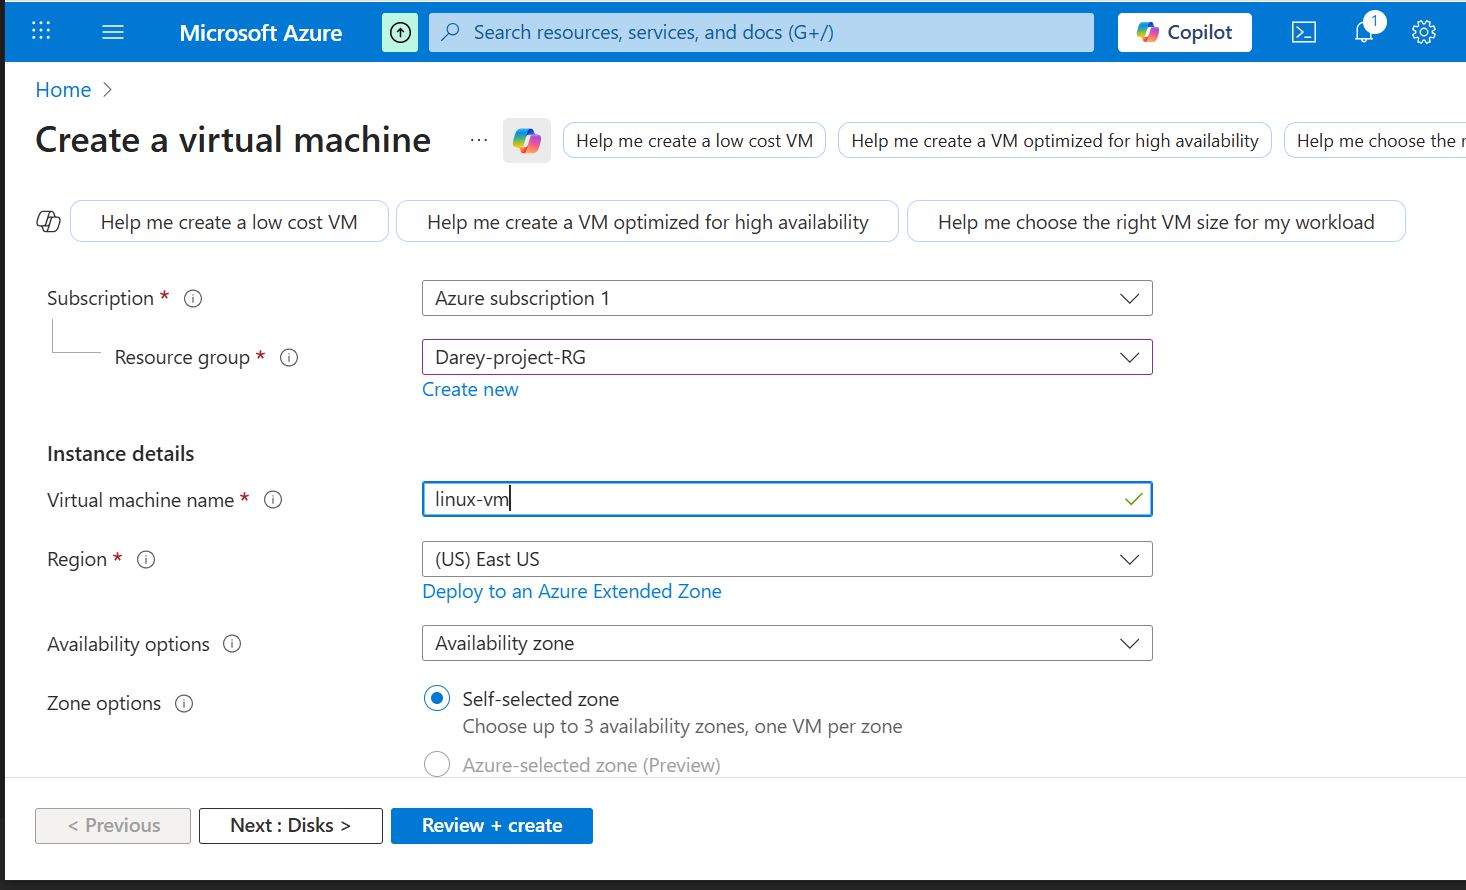 Microsoft Azure
Search resources, services, and docs (G+/)
Copilot
1
Home
Create a virtual machine
...
Help me create a low cost VM
Help me create a VM optimized for high availability
Help me choose the r
Help me create a low cost VM
Help me create a VM optimized for high availability
Help me choose the right VM size for my workload
Subscription *
Azure subscription 1
Resource group *
Darey-project-RG
Create new
Instance details
Virtual machine name *
linux-vm
Region *
(US) East US
Deploy to an Azure Extended Zone
Availability options
Availability zone
Zone options
Self-selected zone
Choose up to 3 availability zones, one VM per zone
Azure-selected zone (Preview)
< Previous
Next : Disks >
Review + create